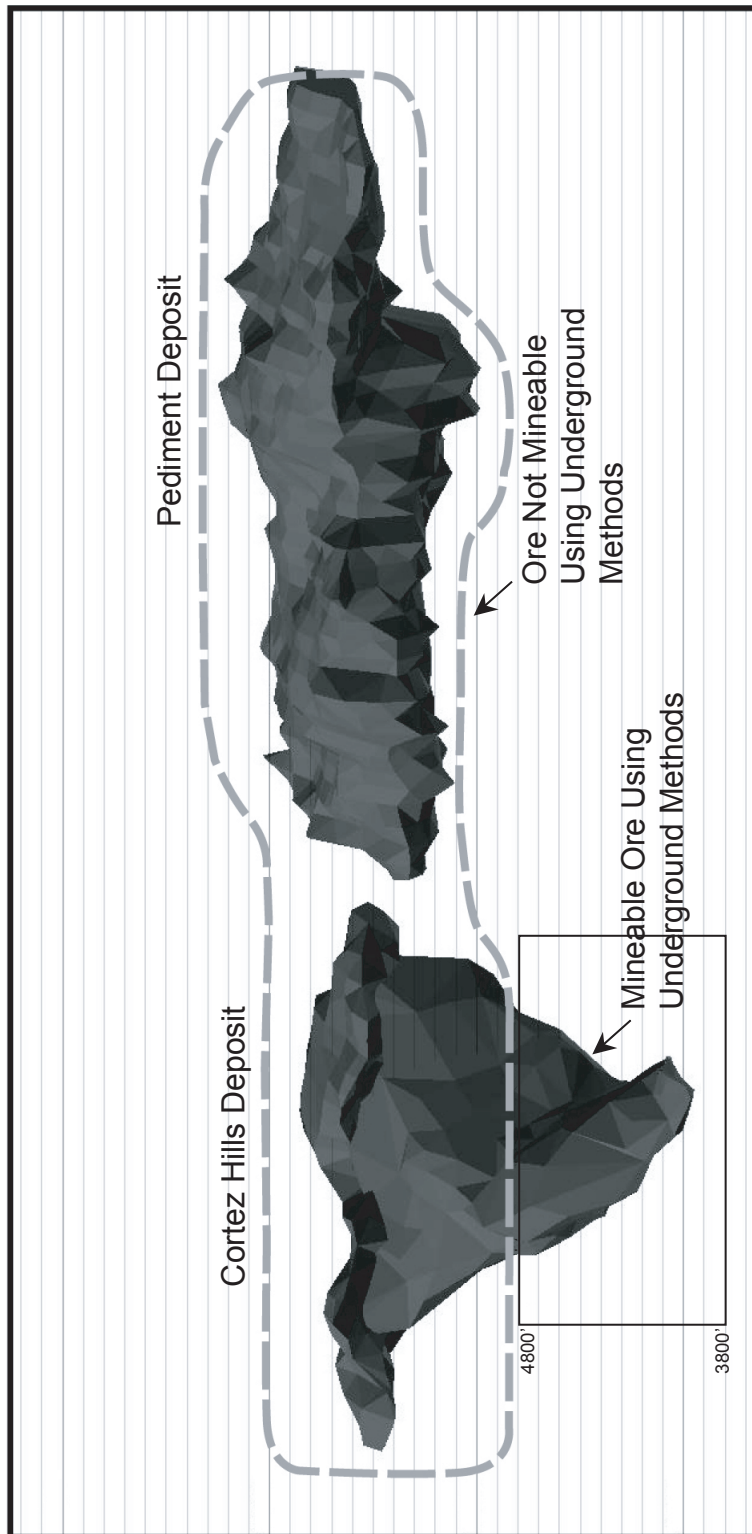 Pediment Deposit
Cortez Hills Deposit
Ore Not Mineable
Using Underground
Methods
Mineable Ore Using
Underground Methods
4800'
3800'